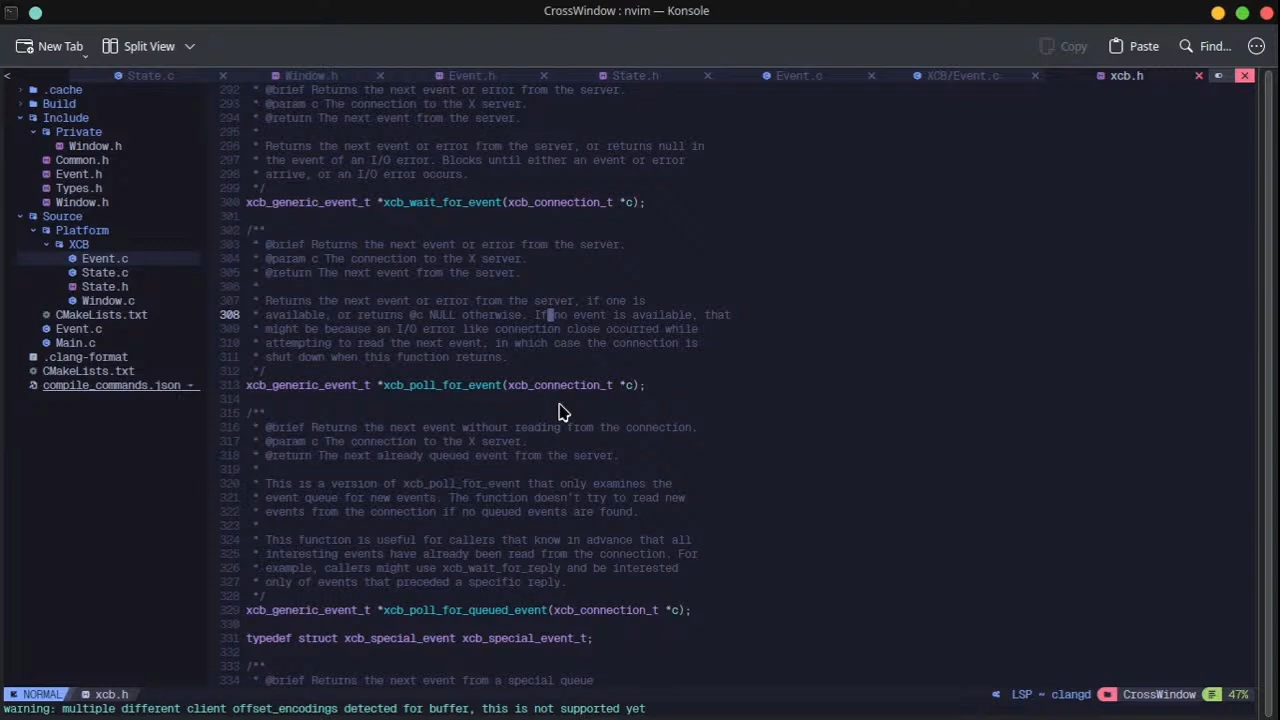 CrossWindow : nvim — Konsole
New Tab Split View Copy Paste Find...
< State.c Window.h Event.h State.h Event.c XCB/Event.c xcb.h
.cache
Build
Include
Private
Window.h
Common.h
Event.h
Types.h
Window.h
Source
Platform
XCB
Event.c
State.c
State.h
Window.c
CMakeLists.txt
Event.c
Main.c
.clang-format
CMakeLists.txt
compile_commands.json
292 * @brief Returns the next event or error from the server.
293 * @param c The connection to the X server.
294 * @return The next event from the server.
295 *
296 * Returns the next event or error from the server, or returns null in
297 * the event of an I/O error. Blocks until either an event or error
298 * arrive, or an I/O error occurs.
299 */
300 xcb_generic_event_t *xcb_wait_for_event(xcb_connection_t *c);
301
302 /**
303 * @brief Returns the next event or error from the server.
304 * @param c The connection to the X server.
305 * @return The next event from the server.
306 *
307 * Returns the next event or error from the server, if one is
308 * available, or returns @c NULL otherwise. If no event is available, that
309 * might be because an I/O error like connection close occurred while
310 * attempting to read the next event, in which case the connection is
311 * shut down when this function returns.
312 */
313 xcb_generic_event_t *xcb_poll_for_event(xcb_connection_t *c);
314
315 /**
316 * @brief Returns the next event without reading from the connection.
317 * @param c The connection to the X server.
318 * @return The next already queued event from the server.
319 *
320 * This is a version of xcb_poll_for_event that only examines the
321 * event queue for new events. The function doesn't try to read new
322 * events from the connection if no queued events are found.
323 *
324 * This function is useful for callers that know in advance that all
325 * interesting events have already been read from the connection. For
326 * example, callers might use xcb_wait_for_reply and be interested
327 * only of events that preceded a specific reply.
328 */
329 xcb_generic_event_t *xcb_poll_for_queued_event(xcb_connection_t *c);
330
331 typedef struct xcb_special_event xcb_special_event_t;
332
333 /**
334 * @brief Returns the next event from a special queue
NORMAL xcb.h LSP ~ clangd CrossWindow 47%
warning: multiple different client offset_encodings detected for buffer, this is not supported yet